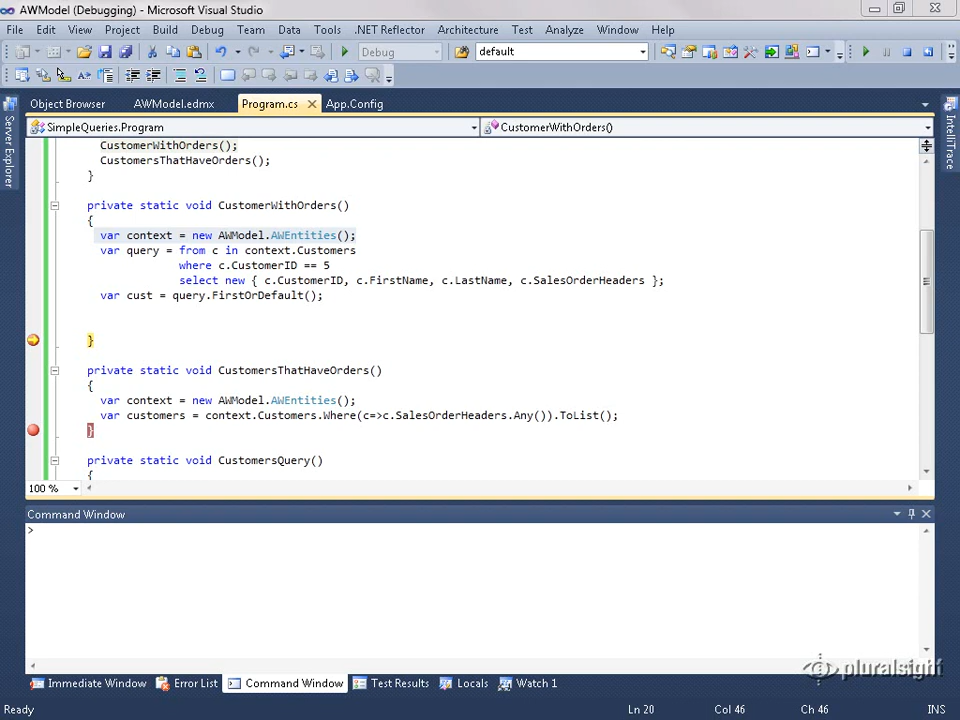 AWModel (Debugging) - Microsoft Visual Studio
File Edit View Project Build Debug Team Data Tools .NET Reflector Architecture Test Analyze Window Help
Debug default
Object Browser AWModel.edmx Program.cs App.Config
SimpleQueries.Program CustomerWithOrders()
CustomerWithOrders();
CustomersThatHaveOrders();
}
private static void CustomerWithOrders()
{
var context = new AWModel.AWEntities();
var query = from c in context.Customers
where c.CustomerID == 5
select new { c.CustomerID, c.FirstName, c.LastName, c.SalesOrderHeaders };
var cust = query.FirstOrDefault();
}
private static void CustomersThatHaveOrders()
{
var context = new AWModel.AWEntities();
var customers = context.Customers.Where(c=>c.SalesOrderHeaders.Any()).ToList();
}
private static void CustomersQuery()
{
100 %
Command Window
>
Immediate Window Error List Command Window Test Results Locals Watch 1
Ready Ln 20 Col 46 Ch 46 INS
Server Explorer
IntelliTrace
pluralsight